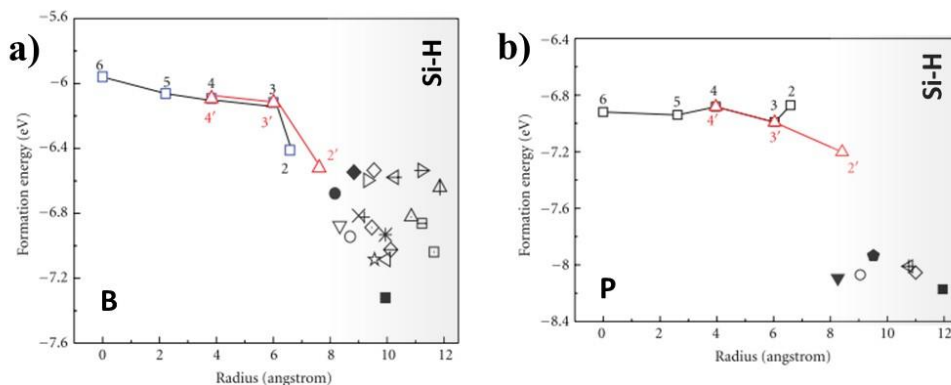 a)
−5.6
−6
−6.4
−6.8
−7.2
−7.6
Formation energy (eV)
6
5
4
3
4′
3′
2
2′
B
Si-H
0 2 4 6 8 10 12
Radius (angstrom)
b)
−6.4
−6.8
−7.2
−7.6
−8
−8.4
Formation energy (eV)
6
5
4
3
2
4′
3′
2′
P
Si-H
0 2 4 6 8 10 12
Radius (angstrom)